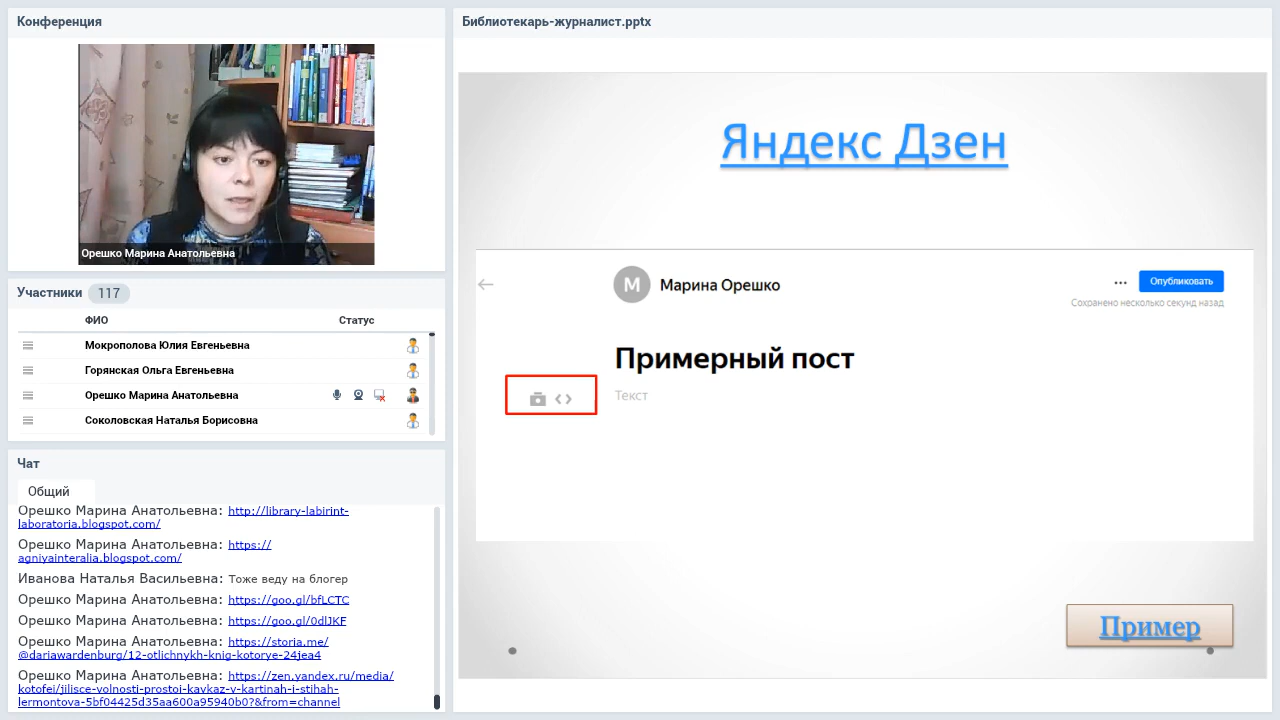 Конференция
Орешко Марина Анатольевна
Участники 117
ФИО Статус
Мокрополова Юлия Евгеньевна
Горянская Ольга Евгеньевна
Орешко Марина Анатольевна
Соколовская Наталья Борисовна
Чат
Общий
Орешко Марина Анатольевна: http://library-labirint-
laboratoria.blogspot.com/
Орешко Марина Анатольевна: https://
agniyainteralia.blogspot.com/
Иванова Наталья Васильевна: Тоже веду на блогер
Орешко Марина Анатольевна: https://goo.gl/bfLCTC
Орешко Марина Анатольевна: https://goo.gl/0dlJKF
Орешко Марина Анатольевна: https://storia.me/
@dariawardenburg/12-otlichnykh-knig-kotorye-24jea4
Орешко Марина Анатольевна: https://zen.yandex.ru/media/
kotofei/jilisce-volnosti-prostoi-kavkaz-v-kartinah-i-stihah-
lermontova-5bf04425d35aa600a95940b0?&from=channel
Библиотекарь-журналист.pptx
Яндекс Дзен
М Марина Орешко
... Опубликовать
Сохранено несколько секунд назад
Примерный пост
Текст
Пример